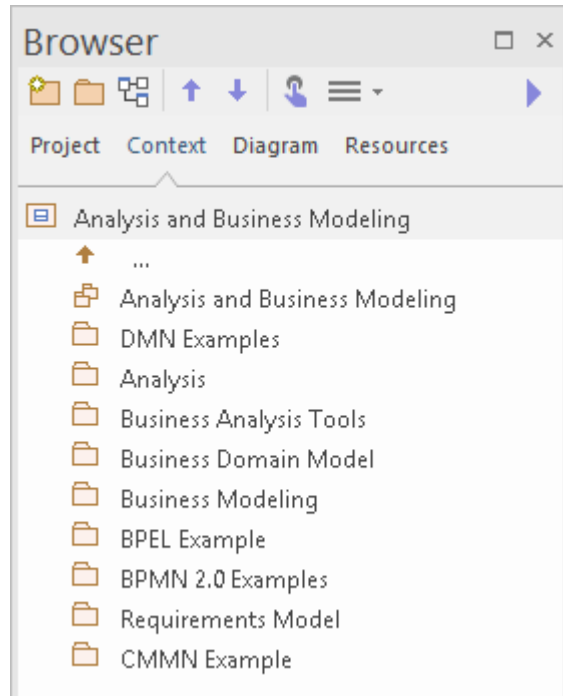 Browser
Project Context Diagram Resources
Analysis and Business Modeling
...
Analysis and Business Modeling
DMN Examples
Analysis
Business Analysis Tools
Business Domain Model
Business Modeling
BPEL Example
BPMN 2.0 Examples
Requirements Model
CMMN Example